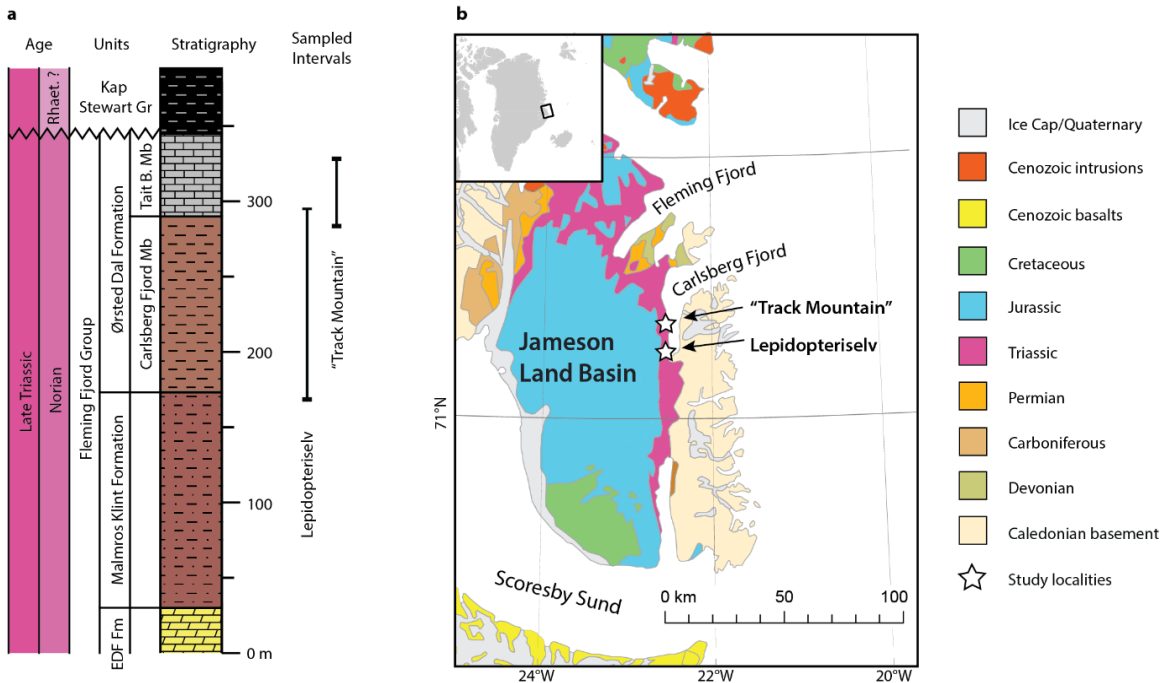 a
Age
Units
Stratigraphy
Sampled
Intervals
Late Triassic
Rhaet. ?
Norian
Kap
Stewart Gr
Fleming Fjord Group
Ørsted Dal Formation
Tait B. Mb
Carlsberg Fjord Mb
Malmros Klint Formation
EDF Fm
300
200
100
0 m
"Track Mountain"
Lepidopteriselv
b
Fleming Fjord
Carlsberg Fjord
"Track Mountain"
Lepidopteriselv
Jameson
Land Basin
71°N
Scoresby Sund
0 km
50
100
24°W
22°W
20°W
Ice Cap/Quaternary
Cenozoic intrusions
Cenozoic basalts
Cretaceous
Jurassic
Triassic
Permian
Carboniferous
Devonian
Caledonian basement
Study localities